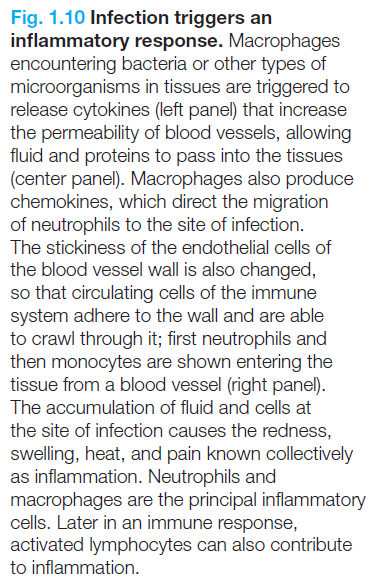 Fig. 1.10 Infection triggers an
inflammatory response. Macrophages
encountering bacteria or other types of
microorganisms in tissues are triggered to
release cytokines (left panel) that increase
the permeability of blood vessels, allowing
fluid and proteins to pass into the tissues
(center panel). Macrophages also produce
chemokines, which direct the migration
of neutrophils to the site of infection.
The stickiness of the endothelial cells of
the blood vessel wall is also changed,
so that circulating cells of the immune
system adhere to the wall and are able
to crawl through it; first neutrophils and
then monocytes are shown entering the
tissue from a blood vessel (right panel).
The accumulation of fluid and cells at
the site of infection causes the redness,
swelling, heat, and pain known collectively
as inflammation. Neutrophils and
macrophages are the principal inflammatory
cells. Later in an immune response,
activated lymphocytes can also contribute
to inflammation.